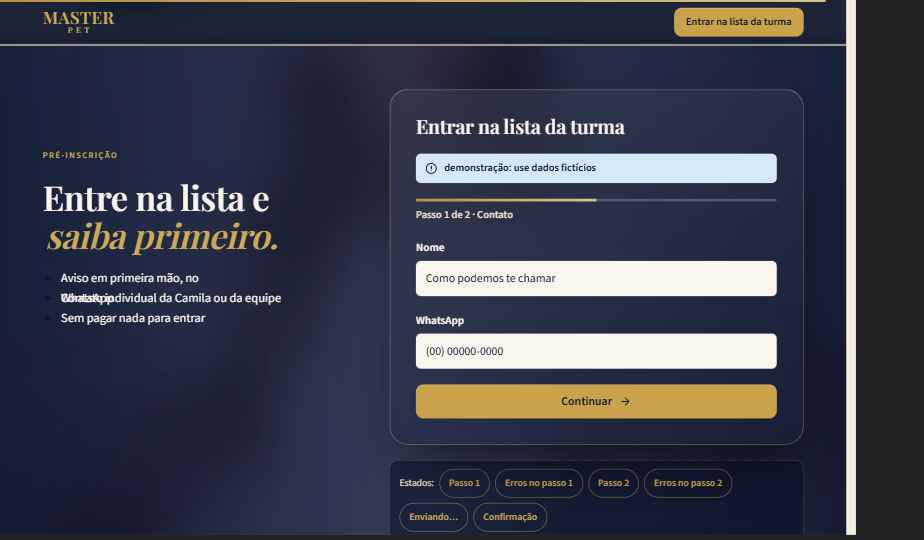 MASTER
PET
Entrar na lista da turma
PRÉ-INSCRIÇÃO
Entre na lista e
saiba primeiro.
Aviso em primeira mão, no
WhatsApp
individual da Camila ou da equipe
Sem pagar nada para entrar
Entrar na lista da turma
demonstração: use dados fictícios
Passo 1 de 2 · Contato
Nome
Como podemos te chamar
WhatsApp
(00) 00000-0000
Continuar →
Estados: Passo 1 Erros no passo 1 Passo 2 Erros no passo 2
Enviando... Confirmação